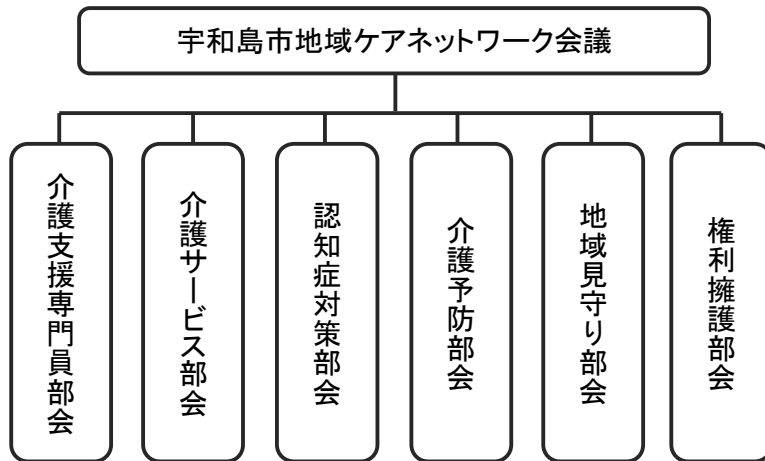 宇和島市地域ケアネットワーク会議
介護支援専門員部会
介護サービス部会
認知症対策部会
介護予防部会
地域見守り部会
権利擁護部会